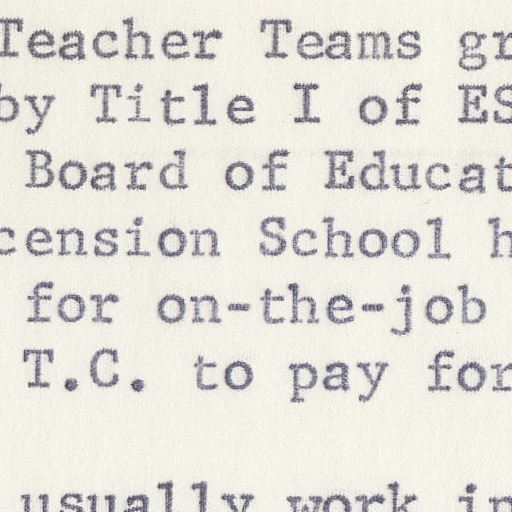 Teacher Teams gr
by Title I of ES
Board of Educat
cension School h
for on-the-job
T.C. to pay for
usually work in